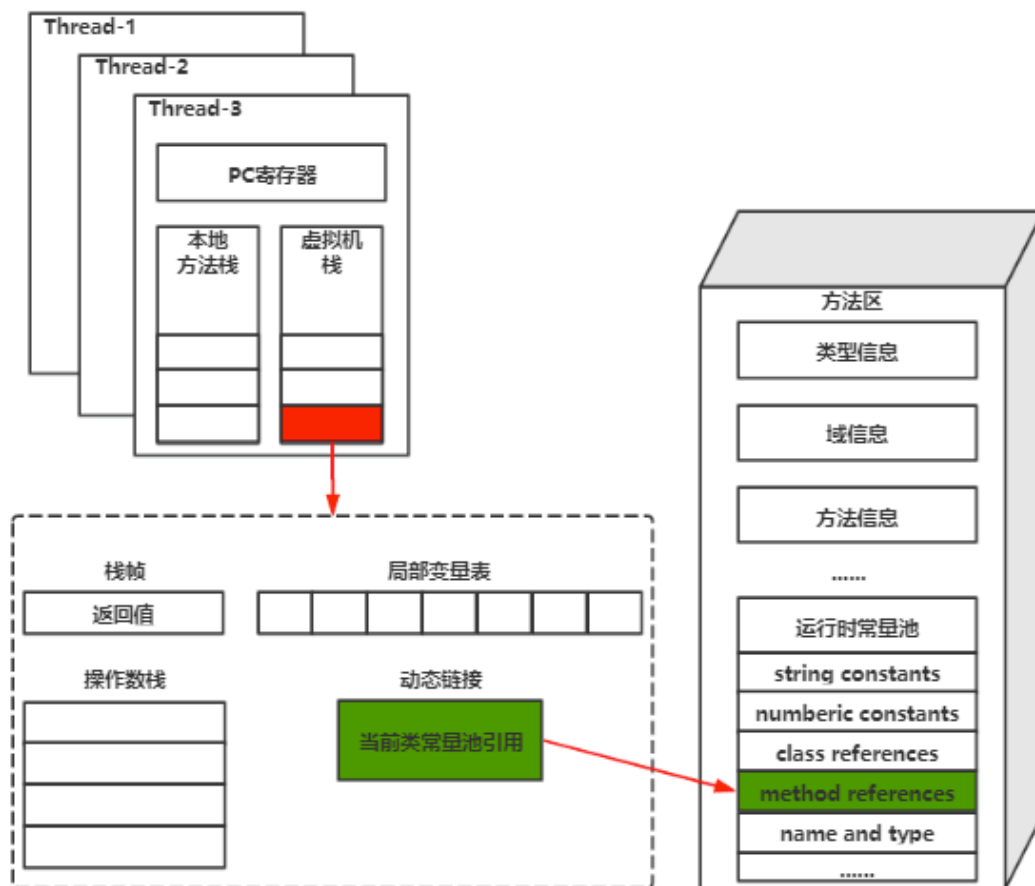 Thread-1
Thread-2
Thread-3
PC寄存器
本地
方法栈
虚拟机
栈
方法区
类型信息
域信息
方法信息
......
运行时常量池
string constants
numberic constants
class references
method references
name and type
......
栈帧
返回值
局部变量表
操作数栈
动态链接
当前类常量池引用